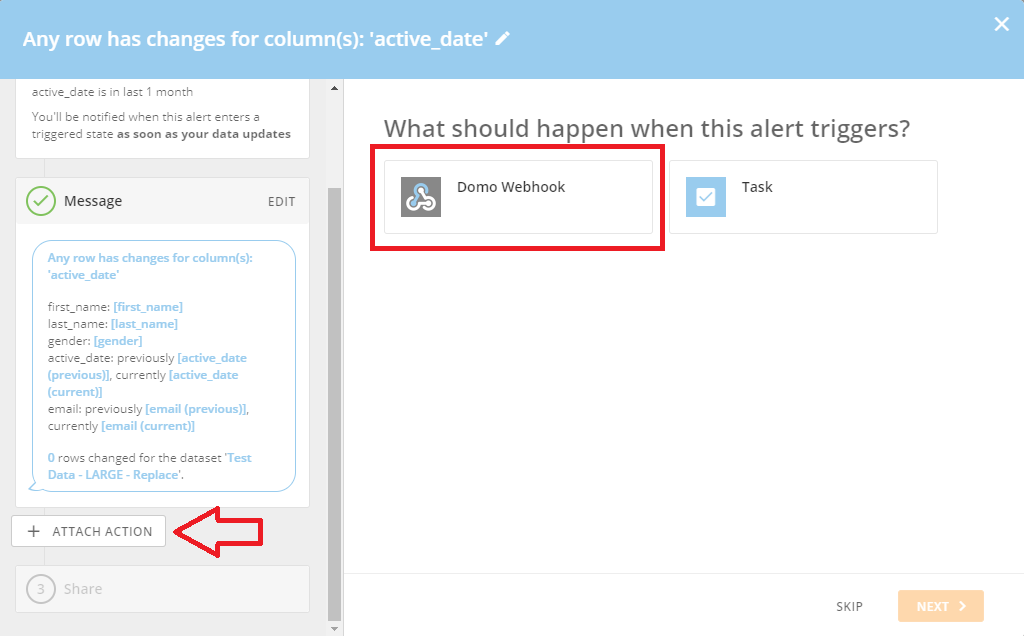 Any row has changes for column(s): 'active_date'
active_date is in last 1 month
You'll be notified when this alert enters a
triggered state as soon as your data updates
Message
EDIT
Any row has changes for column(s):
'active_date'
first_name: [first_name]
last_name: [last_name]
gender: [gender]
active_date: previously [active_date
(previous)], currently [active_date
(current)]
email: previously [email (previous)],
currently [email (current)]
0 rows changed for the dataset 'Test
Data - LARGE - Replace'.
+ ATTACH ACTION
3 Share
What should happen when this alert triggers?
Domo Webhook
Task
SKIP
NEXT